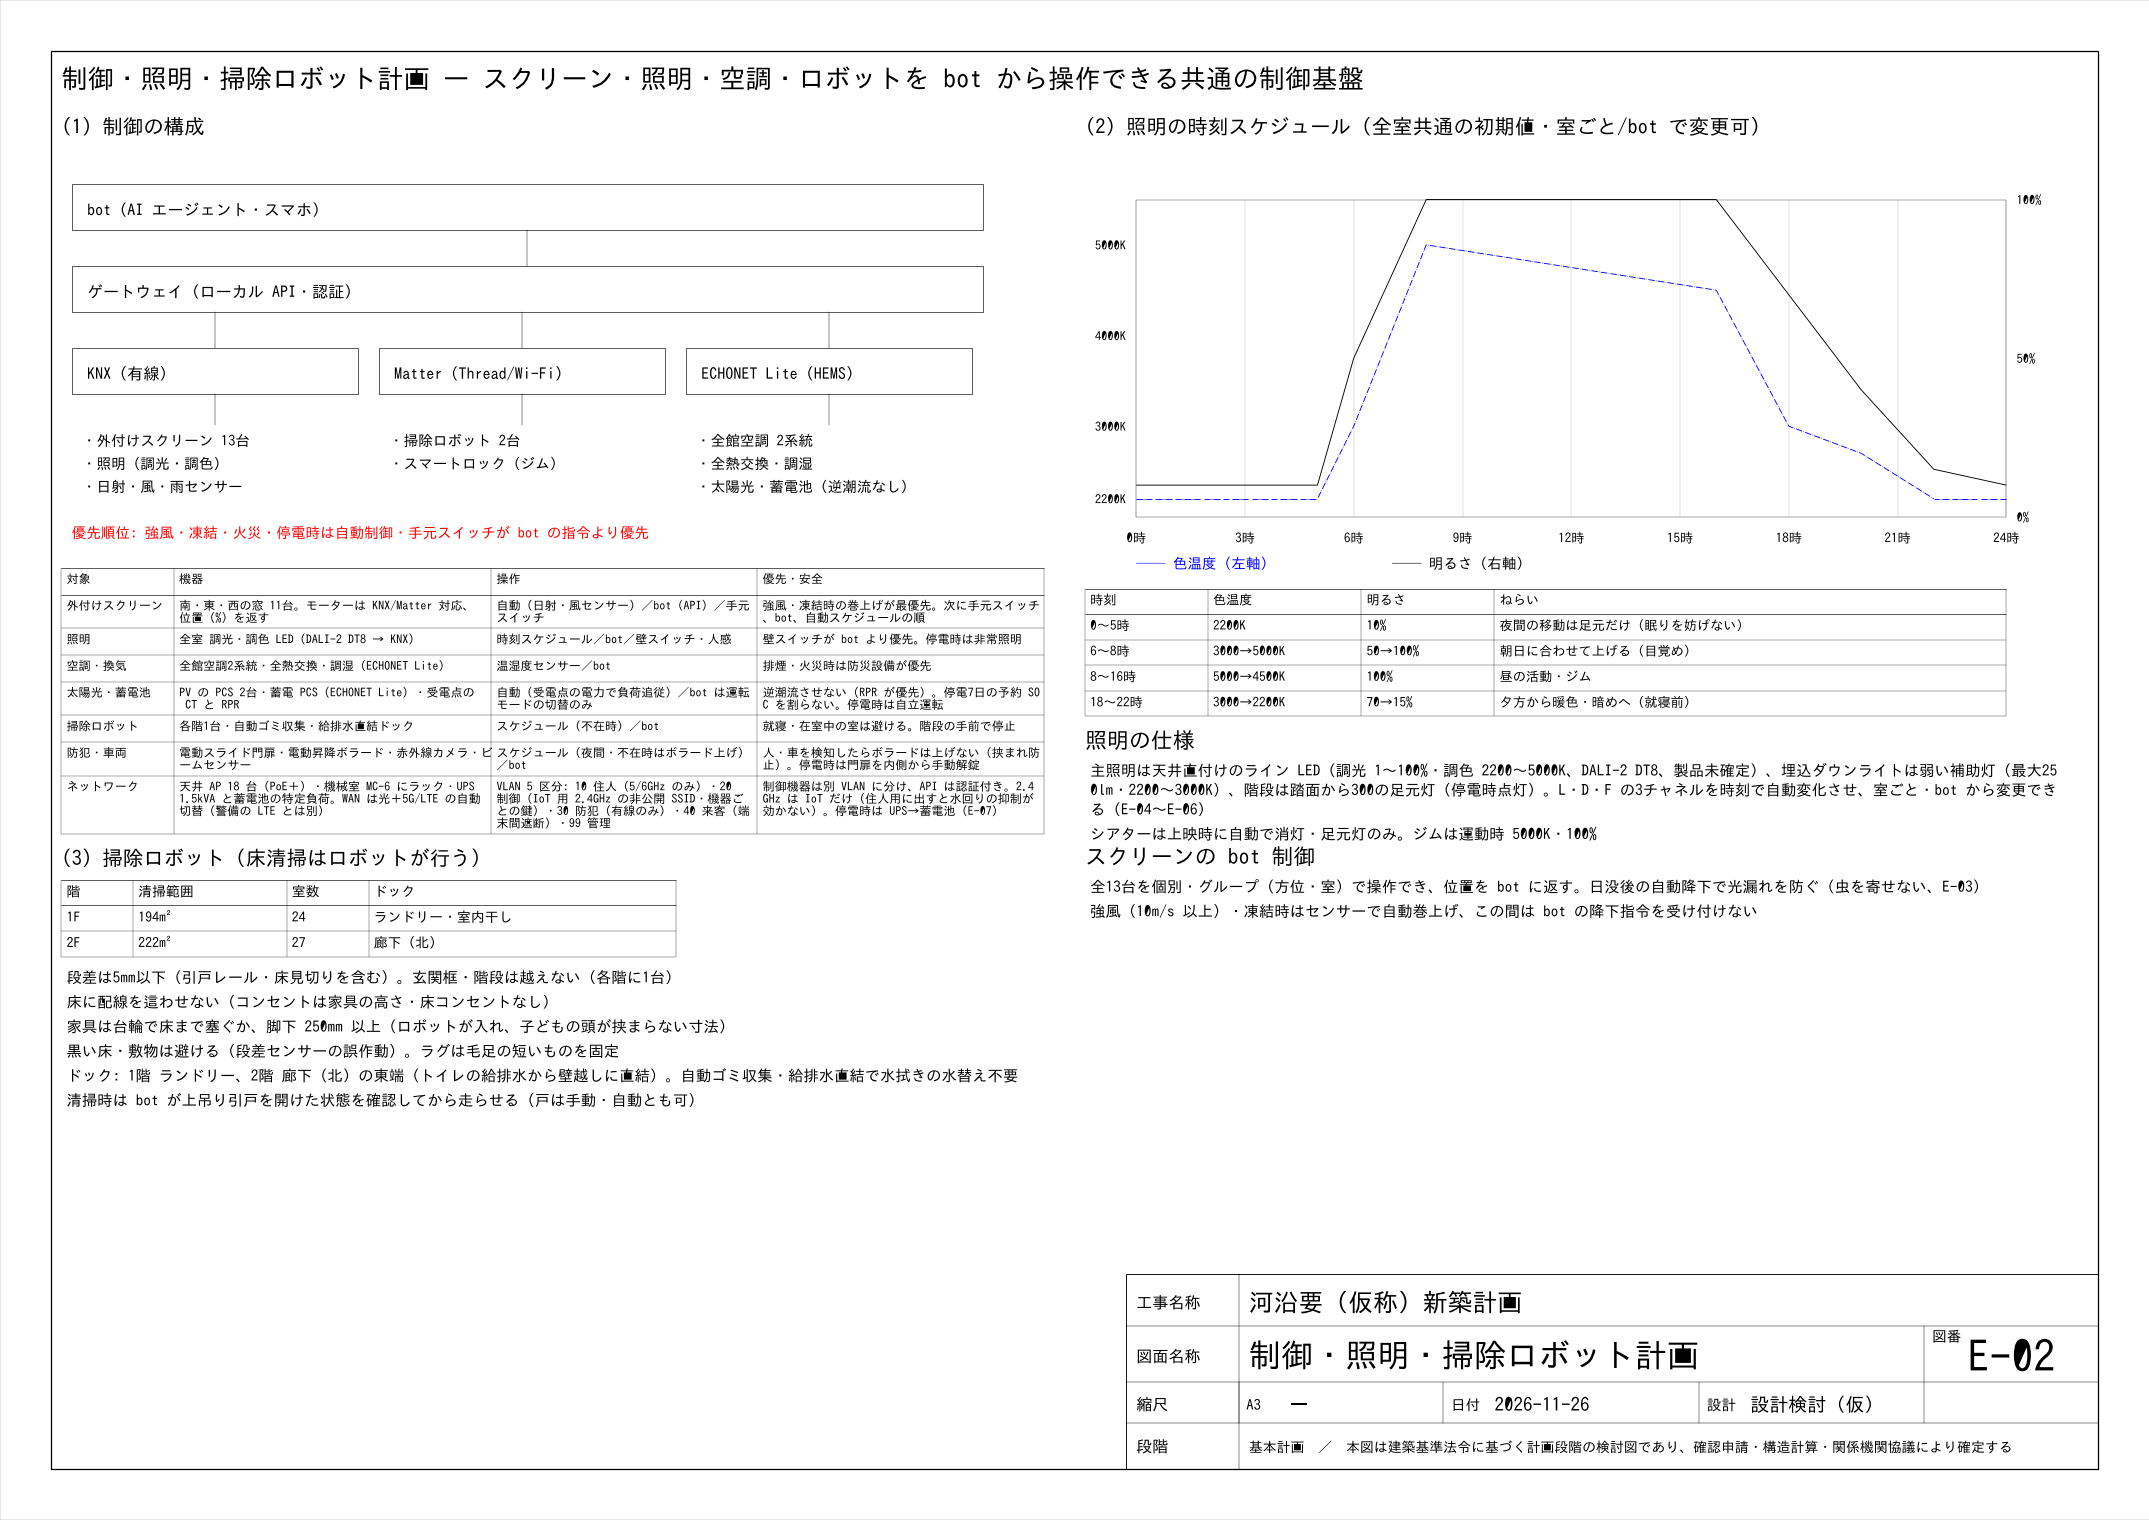 制御・照明・掃除ロボット計画 ー スクリーン・照明・空調・ロボットを bot から操作できる共通の制御基盤
(1) 制御の構成
bot（AI エージェント・スマホ）
ゲートウェイ（ローカル API・認証）
KNX（有線）
Matter（Thread/Wi-Fi）
ECHONET Lite（HEMS）
・外付けスクリーン 13台
・照明（調光・調色）
・日射・風・雨センサー
・掃除ロボット 2台
・スマートロック（ジム）
・全館空調 2系統
・全熱交換・調湿
・太陽光・蓄電池（逆潮流なし）
優先順位: 強風・凍結・火災・停電時は自動制御・手元スイッチが bot の指令より優先
対象 機器 操作 優先・安全
外付けスクリーン 南・東・西の窓 11台。モーターは KNX/Matter 対応、
位置（%）を返す
自動（日射・風センサー）／bot（API）／手元
スイッチ
強風・凍結時の巻上げが最優先。次に手元スイッチ
、bot、自動スケジュールの順
照明 全室 調光・調色 LED（DALI-2 DT8 → KNX） 時刻スケジュール／bot／壁スイッチ・人感 壁スイッチが bot より優先。停電時は非常照明
空調・換気 全館空調2系統・全熱交換・調湿（ECHONET Lite） 温湿度センサー／bot 排煙・火災時は防災設備が優先
太陽光・蓄電池 PV の PCS 2台・蓄電 PCS（ECHONET Lite）・受電点の
CT と RPR
自動（受電点の電力で負荷追従）／bot は運転
モードの切替のみ
逆潮流させない（RPR が優先）。停電7日の予約 SO
C を割らない。停電時は自立運転
掃除ロボット 各階1台・自動ゴミ収集・給排水直結ドック スケジュール（不在時）／bot 就寝・在室中の室は避ける。階段の手前で停止
防犯・車両 電動スライド門扉・電動昇降ボラード・赤外線カメラ・ビ
ームセンサー
スケジュール（夜間・不在時はボラード上げ）
／bot
人・車を検知したらボラードは上げない（挟まれ防
止）。停電時は門扉を内側から手動解錠
ネットワーク 天井 AP 18 台（PoE+）・機械室 MC-6 にラック・UPS
1.5kVA と蓄電池の特定負荷。WAN は光+5G/LTE の自動
切替（警備の LTE とは別）
VLAN 5 区分: 10 住人（5/6GHz のみ）・20
制御（IoT 用 2.4GHz の非公開 SSID・機器ご
との鍵）・30 防犯（有線のみ）・40 来客（端
末間遮断）・99 管理
制御機器は別 VLAN に分け、API は認証付き。2.4
GHz は IoT だけ（住人用に出すと水回りの抑制が
効かない）。停電時は UPS→蓄電池（E-07）
(3) 掃除ロボット（床清掃はロボットが行う）
階 清掃範囲 室数 ドック
1F 194m² 24 ランドリー・室内干し
2F 222m² 27 廊下（北）
段差は5mm以下（引戸レール・床見切りを含む）。玄関框・階段は越えない（各階に1台）
床に配線を這わせない（コンセントは家具の高さ・床コンセントなし）
家具は台輪で床まで塞ぐか、脚下 250mm 以上（ロボットが入れ、子どもの頭が挟まらない寸法）
黒い床・敷物は避ける（段差センサーの誤作動）。ラグは毛足の短いものを固定
ドック: 1階 ランドリー、2階 廊下（北）の東端（トイレの給排水から壁越しに直結）。自動ゴミ収集・給排水直結で水拭きの水替え不要
清掃時は bot が上吊り引戸を開けた状態を確認してから走らせる（戸は手動・自動とも可）
(2) 照明の時刻スケジュール（全室共通の初期値・室ごと/bot で変更可）
100%
5000K
4000K
50%
3000K
2200K
0%
0時 3時 6時 9時 12時 15時 18時 21時 24時
色温度（左軸） 明るさ（右軸）
時刻 色温度 明るさ ねらい
0〜5時 2200K 10% 夜間の移動は足元だけ（眠りを妨げない）
6〜8時 3000→5000K 50→100% 朝日に合わせて上げる（目覚め）
8〜16時 5000→4500K 100% 昼の活動・ジム
18〜22時 3000→2200K 70→15% 夕方から暖色・暗めへ（就寝前）
照明の仕様
主照明は天井直付けのライン LED（調光 1〜100%・調色 2200〜5000K、DALI-2 DT8、製品未確定）、埋込ダウンライトは弱い補助灯（最大25
0lm・2200〜3000K）、階段は踏面から300の足元灯（停電時点灯）。L・D・F の3チャネルを時刻で自動変化させ、室ごと・bot から変更でき
る（E-04〜E-06）
シアターは上映時に自動で消灯・足元灯のみ。ジムは運動時 5000K・100%
スクリーンの bot 制御
全13台を個別・グループ（方位・室）で操作でき、位置を bot に返す。日没後の自動降下で光漏れを防ぐ（虫を寄せない、E-03）
強風（10m/s 以上）・凍結時はセンサーで自動巻上げ、この間は bot の降下指令を受け付けない
工事名称 河沿要（仮称）新築計画
図面名称 制御・照明・掃除ロボット計画 図番 E-02
縮尺 A3 ー 日付 2026-11-26 設計 設計検討（仮）
段階 基本計画 ／ 本図は建築基準法令に基づく計画段階の検討図であり、確認申請・構造計算・関係機関協議により確定する